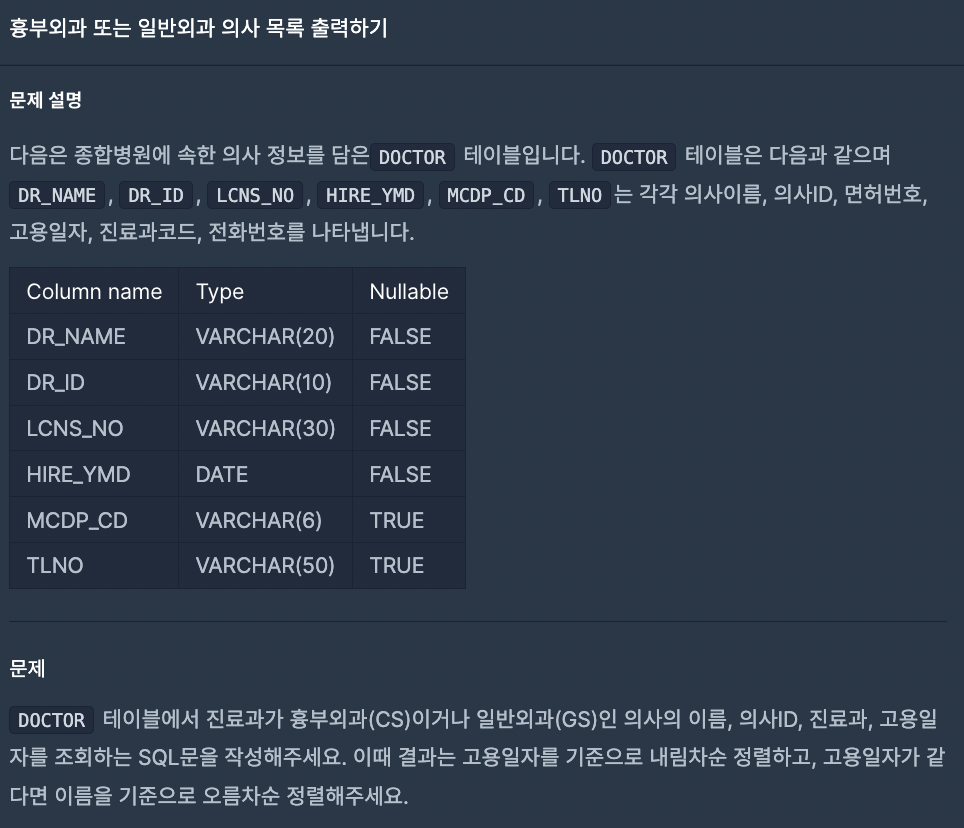 흉부외과 또는 일반외과 의사 목록 출력하기
문제 설명
다음은 종합병원에 속한 의사 정보를 담은 DOCTOR 테이블입니다. DOCTOR 테이블은 다음과 같으며
DR_NAME, DR_ID, LCNS_NO, HIRE_YMD, MCDP_CD, TLNO는 각각 의사이름, 의사ID, 면허번호,
고용일자, 진료과코드, 전화번호를 나타냅니다.
Column name Type Nullable
DR_NAME VARCHAR(20) FALSE
DR_ID VARCHAR(10) FALSE
LCNS_NO VARCHAR(30) FALSE
HIRE_YMD DATE FALSE
MCDP_CD VARCHAR(6) TRUE
TLNO VARCHAR(50) TRUE
문제
DOCTOR 테이블에서 진료과가 흉부외과(CS)이거나 일반외과(GS)인 의사의 이름, 의사ID, 진료과, 고용일
자를 조회하는 SQL문을 작성해주세요. 이때 결과는 고용일자를 기준으로 내림차순 정렬하고, 고용일자가 같
다면 이름을 기준으로 오름차순 정렬해주세요.